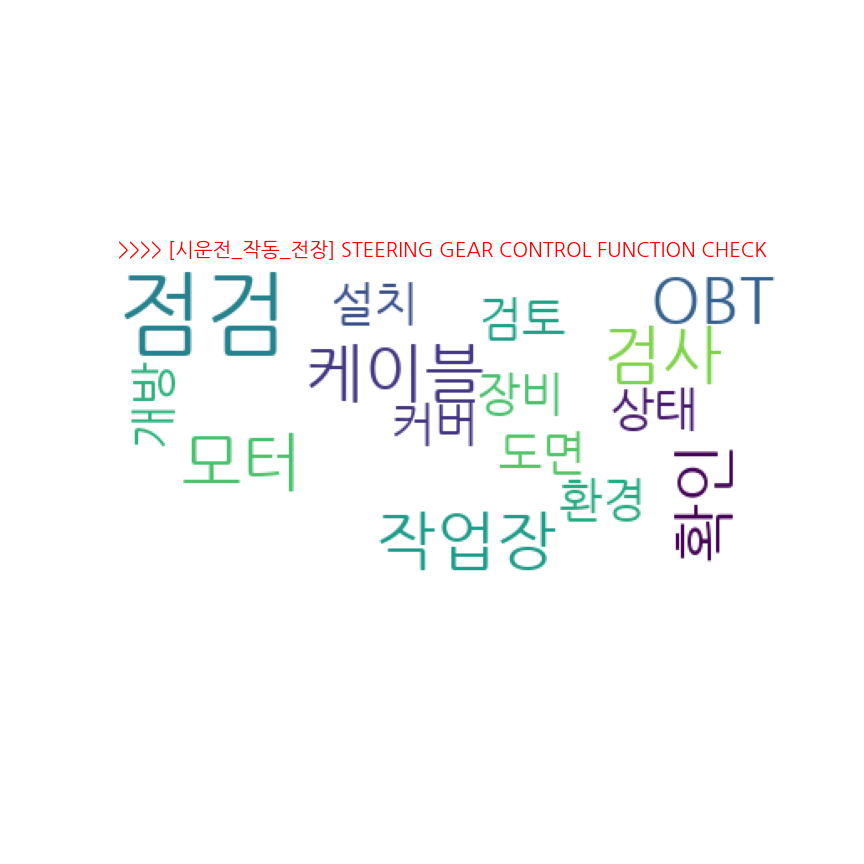 >>>> [시운전_작동_전장] STEERING GEAR CONTROL FUNCTION CHECK
점검
설치
검토
OBT
케이블
검사
개방
장비
커버
상태
모터
도면
환경
확인
작업장